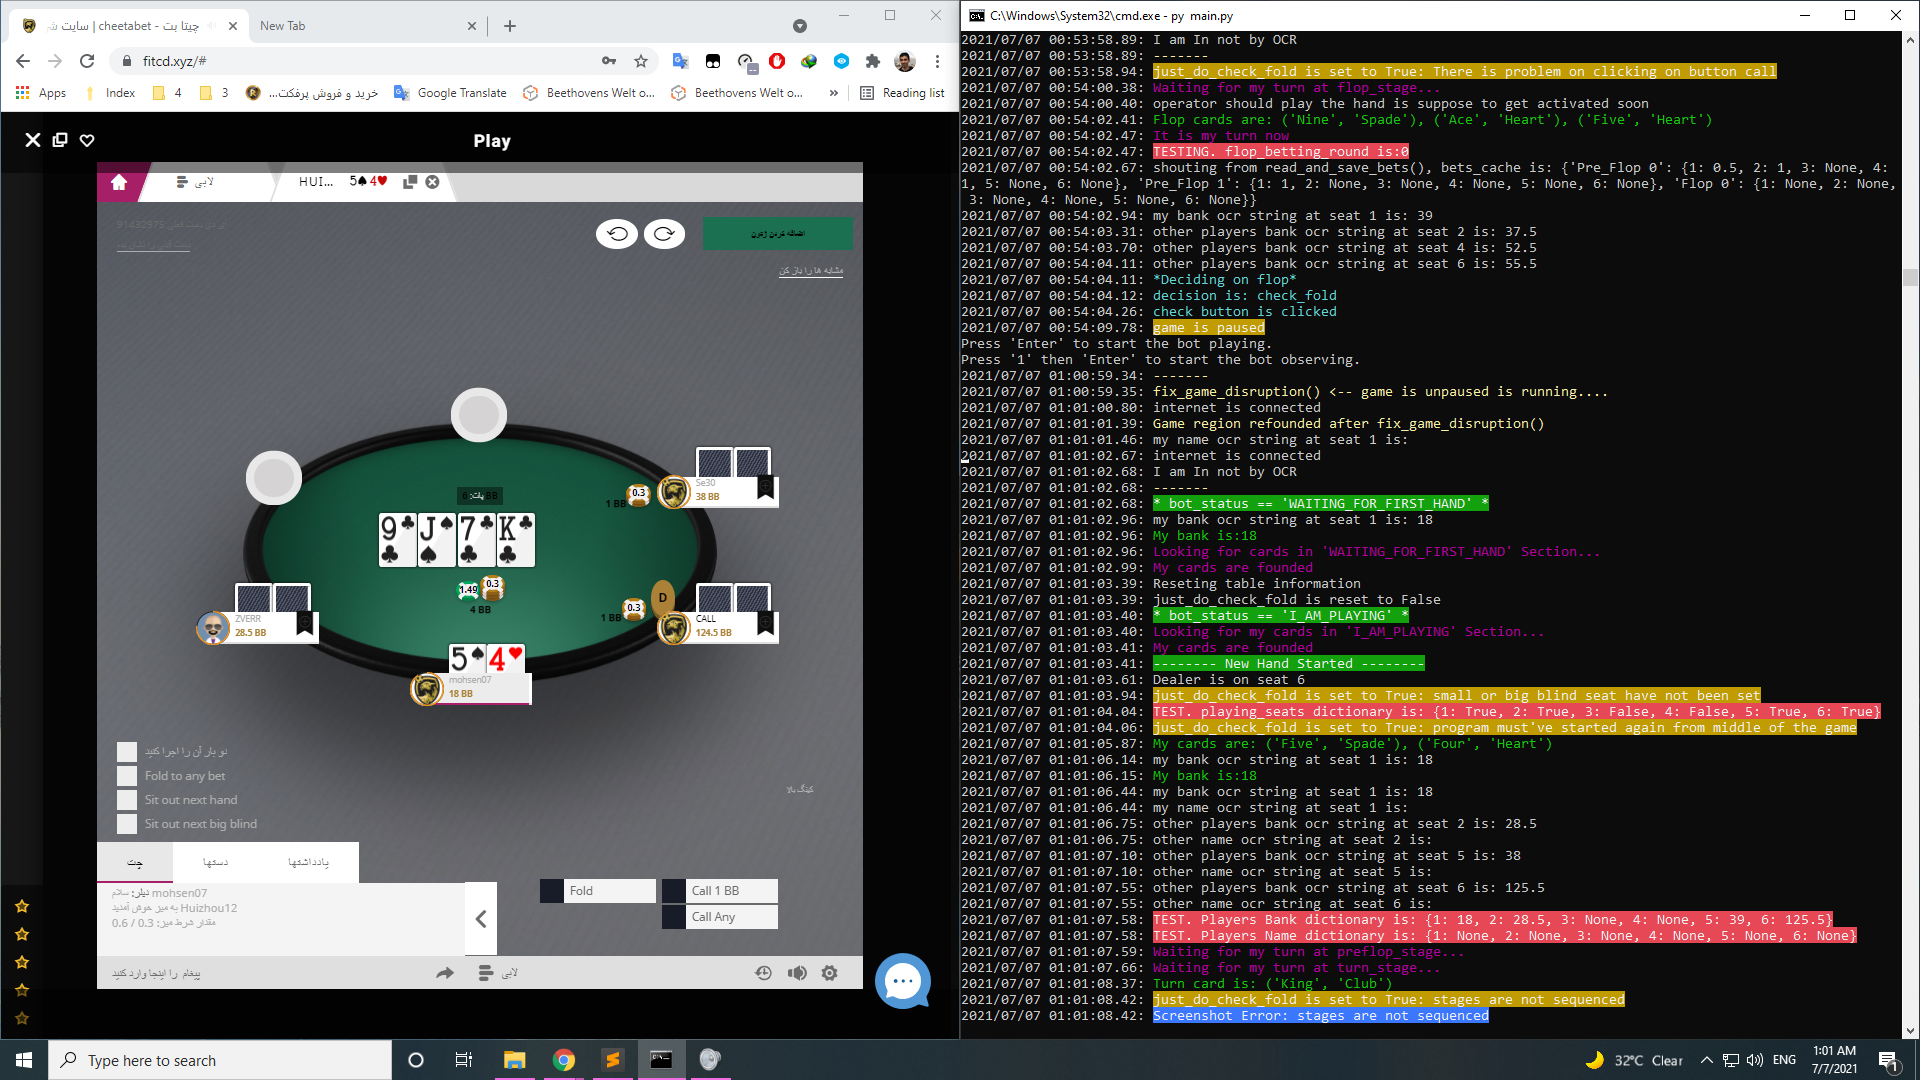 چیتا بت - cheetabet | سایت ش
New Tab
fitcd.xyz/#
Apps
Index
4
3
خرید و فروش پرفکت...
Google Translate
Beethovens Welt o...
Beethovens Welt o...
»
Reading list
Play
لابی
HUI...
5♠4♥
91432975
اضافه کردن ژتون
مشابه ها را باز کن
Se30
38 BB
0.3
1 BB
پات: 6 BB
9♣ J♠ 7♣ K♣
1.49
0.3
4 BB
0.3
1 BB
D
CALL
124.5 BB
ZVERR
28.5 BB
5♠ 4♥
mohsen07
18 BB
دو بار آن را اجرا کنید
Fold to any bet
Sit out next hand
Sit out next big blind
کینگ بالا
چت
دستها
یادداشتها
دیلر: سلام mohsen07
به میز خوش آمدید Huizhou12
مقدار شرط میز: 0.3 / 0.6
Fold
Call 1 BB
Call Any
پیغام را اینجا وارد کنید
لابی
C:\Windows\System32\cmd.exe - py  main.py
2021/07/07 00:53:58.89: I am In not by OCR
2021/07/07 00:53:58.89: -------
2021/07/07 00:53:58.94: just_do_check_fold is set to True: There is problem on clicking on button call
2021/07/07 00:54:00.38: Waiting for my turn at flop_stage...
2021/07/07 00:54:00.40: operator should play the hand is suppose to get activated soon
2021/07/07 00:54:02.41: Flop cards are: ('Nine', 'Spade'), ('Ace', 'Heart'), ('Five', 'Heart')
2021/07/07 00:54:02.47: It is my turn now
2021/07/07 00:54:02.47: TESTING. flop_betting_round is:0
2021/07/07 00:54:02.67: shouting from read_and_save_bets(), bets_cache is: {'Pre_Flop 0': {1: 0.5, 2: 1, 3: None, 4:
1, 5: None, 6: None}, 'Pre_Flop 1': {1: 1, 2: None, 3: None, 4: None, 5: None, 6: None}, 'Flop 0': {1: None, 2: None,
3: None, 4: None, 5: None, 6: None}}
2021/07/07 00:54:02.94: my bank ocr string at seat 1 is: 39
2021/07/07 00:54:03.31: other players bank ocr string at seat 2 is: 37.5
2021/07/07 00:54:03.70: other players bank ocr string at seat 4 is: 52.5
2021/07/07 00:54:04.11: other players bank ocr string at seat 6 is: 55.5
2021/07/07 00:54:04.11: *Deciding on flop*
2021/07/07 00:54:04.12: decision is: check_fold
2021/07/07 00:54:04.26: check button is clicked
2021/07/07 00:54:09.78: game is paused
Press 'Enter' to start the bot playing.
Press '1' then 'Enter' to start the bot observing.
2021/07/07 01:00:59.34: -------
2021/07/07 01:00:59.35: fix_game_disruption() <-- game is unpaused is running....
2021/07/07 01:01:00.80: internet is connected
2021/07/07 01:01:01.39: Game region refounded after fix_game_disruption()
2021/07/07 01:01:01.46: my name ocr string at seat 1 is:
2021/07/07 01:01:02.67: internet is connected
2021/07/07 01:01:02.68: I am In not by OCR
2021/07/07 01:01:02.68: -------
2021/07/07 01:01:02.68: * bot_status == 'WAITING_FOR_FIRST_HAND' *
2021/07/07 01:01:02.96: my bank ocr string at seat 1 is: 18
2021/07/07 01:01:02.96: My bank is:18
2021/07/07 01:01:02.96: Looking for cards in 'WAITING_FOR_FIRST_HAND' Section...
2021/07/07 01:01:02.99: My cards are founded
2021/07/07 01:01:03.39: Reseting table information
2021/07/07 01:01:03.39: just_do_check_fold is reset to False
2021/07/07 01:01:03.40: * bot_status == 'I_AM_PLAYING' *
2021/07/07 01:01:03.40: Looking for my cards in 'I_AM_PLAYING' Section...
2021/07/07 01:01:03.41: My cards are founded
2021/07/07 01:01:03.41: -------- New Hand Started --------
2021/07/07 01:01:03.61: Dealer is on seat 6
2021/07/07 01:01:03.94: just_do_check_fold is set to True: small or big blind seat have not been set
2021/07/07 01:01:04.04: TEST. playing_seats dictionary is: {1: True, 2: True, 3: False, 4: False, 5: True, 6: True}
2021/07/07 01:01:04.06: just_do_check_fold is set to True: program must've started again from middle of the game
2021/07/07 01:01:05.87: My cards are: ('Five', 'Spade'), ('Four', 'Heart')
2021/07/07 01:01:06.14: my bank ocr string at seat 1 is: 18
2021/07/07 01:01:06.15: My bank is:18
2021/07/07 01:01:06.44: my bank ocr string at seat 1 is: 18
2021/07/07 01:01:06.44: my name ocr string at seat 1 is:
2021/07/07 01:01:06.75: other players bank ocr string at seat 2 is: 28.5
2021/07/07 01:01:06.75: other name ocr string at seat 2 is:
2021/07/07 01:01:07.10: other players bank ocr string at seat 5 is: 38
2021/07/07 01:01:07.10: other name ocr string at seat 5 is:
2021/07/07 01:01:07.55: other players bank ocr string at seat 6 is: 125.5
2021/07/07 01:01:07.55: other name ocr string at seat 6 is:
2021/07/07 01:01:07.58: TEST. Players Bank dictionary is: {1: 18, 2: 28.5, 3: None, 4: None, 5: 39, 6: 125.5}
2021/07/07 01:01:07.58: TEST. Players Name dictionary is: {1: None, 2: None, 3: None, 4: None, 5: None, 6: None}
2021/07/07 01:01:07.59: Waiting for my turn at preflop_stage...
2021/07/07 01:01:07.66: Waiting for my turn at turn_stage...
2021/07/07 01:01:08.37: Turn card is: ('King', 'Club')
2021/07/07 01:01:08.42: just_do_check_fold is set to True: stages are not sequenced
2021/07/07 01:01:08.42: Screenshot Error: stages are not sequenced
Type here to search
32°C Clear
ENG
1:01 AM
7/7/2021
1